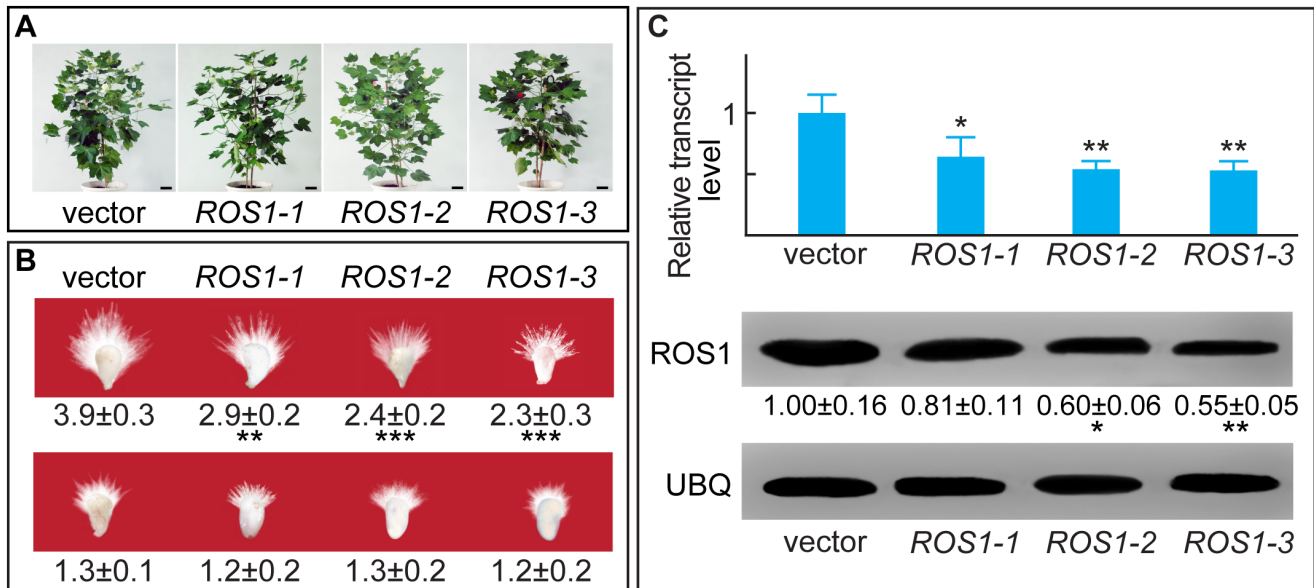 A
vector ROS1-1 ROS1-2 ROS1-3
B
vector ROS1-1 ROS1-2 ROS1-3
3.9±0.3 2.9±0.2 2.4±0.2 2.3±0.3
** *** ***
1.3±0.1 1.2±0.2 1.3±0.2 1.2±0.2
C
Relative transcript
level
1
* ** **
vector ROS1-1 ROS1-2 ROS1-3
ROS1
1.00±0.16 0.81±0.11 0.60±0.06 0.55±0.05
* **
UBQ
vector ROS1-1 ROS1-2 ROS1-3